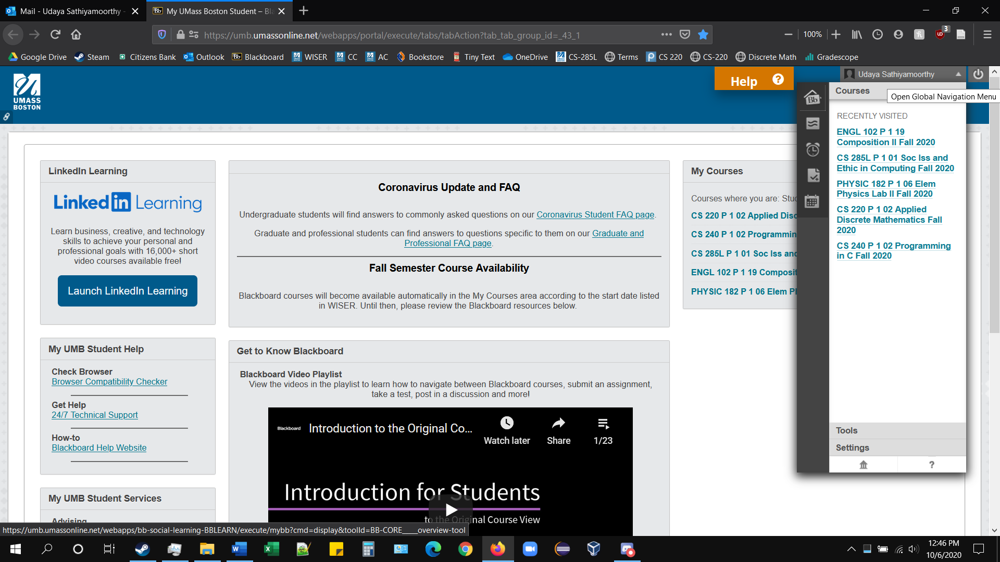 Mail - Udaya Sathiyamoorthy -
My UMass Boston Student – Bla
https://umb.umassonline.net/webapps/portal/execute/tabs/tabAction?tab_tab_group_id=_43_1
100%
3
Google Drive
Steam
Citizens Bank
Outlook
Bb
Blackboard
WISER
CC
AC
Bookstore
Tiny Text
OneDrive
CS-285L
Terms
CS 220
CS-220
Discrete Math
Gradescope
UMASS
BOSTON
Help ?
Udaya Sathiyamoorthy
Open Global Navigation Menu
Bb
Courses
RECENTLY VISITED
ENGL 102 P 1 19
Composition II Fall 2020
CS 285L P 1 01 Soc Iss and
Ethic in Computing Fall 2020
PHYSIC 182 P 1 06 Elem
Physics Lab II Fall 2020
CS 220 P 1 02 Applied
Discrete Mathematics Fall
2020
CS 240 P 1 02 Programming
in C Fall 2020
Tools
Settings
?
LinkedIn Learning
LinkedIn Learning
Learn business, creative, and technology
skills to achieve your personal and
professional goals with 16,000+ short
video courses available free!
Launch LinkedIn Learning
My UMB Student Help
Check Browser
Browser Compatibility Checker
Get Help
24/7 Technical Support
How-to
Blackboard Help Website
My UMB Student Services
Advising
Coronavirus Update and FAQ
Undergraduate students will find answers to commonly asked questions on our Coronavirus Student FAQ page.
Graduate and professional students can find answers to questions specific to them on our Graduate and
Professional FAQ page.
Fall Semester Course Availability
Blackboard courses will become available automatically in the My Courses area according to the start date listed
in WISER. Until then, please review the Blackboard resources below.
Get to Know Blackboard
Blackboard Video Playlist
View the videos in the playlist to learn how to navigate between Blackboard courses, submit an assignment,
take a test, post in a discussion and more!
Blackboard
Introduction to the Original Co...
Watch later
Share
1/23
Introduction for Students
to the Original Course View
My Courses
Courses where you are: Stud
CS 220 P 1 02 Applied Disc
CS 240 P 1 02 Programmin
CS 285L P 1 01 Soc Iss and
ENGL 102 P 1 19 Composit
PHYSIC 182 P 1 06 Elem Ph
https://umb.umassonline.net/webapps/bb-social-learning-BBLEARN/execute/mybb?cmd=display&toolId=BB-CORE____overview-tool
12:46 PM
10/6/2020